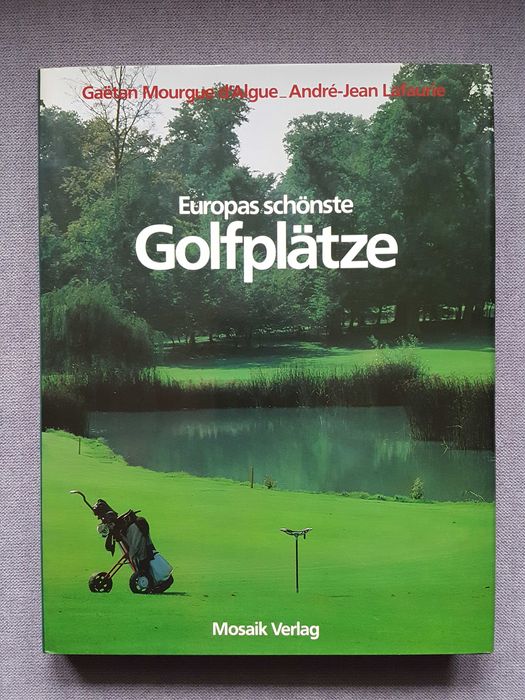 Gaëtan Mourgue d'Algue_André-Jean Lafaurie
Europas schönste
Golfplätze
Mosaik Verlag